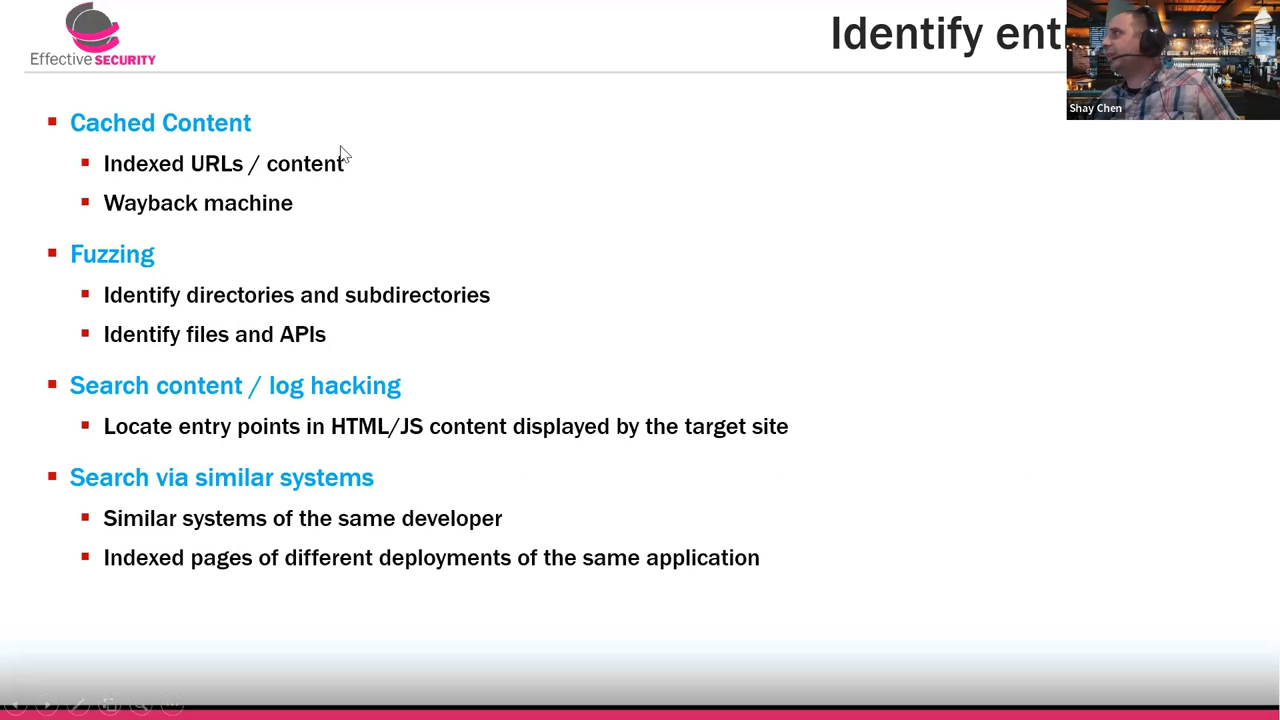 Effective SECURITY
Identify ent
Shay Chen
Cached Content
Indexed URLs / content
Wayback machine
Fuzzing
Identify directories and subdirectories
Identify files and APIs
Search content / log hacking
Locate entry points in HTML/JS content displayed by the target site
Search via similar systems
Similar systems of the same developer
Indexed pages of different deployments of the same application